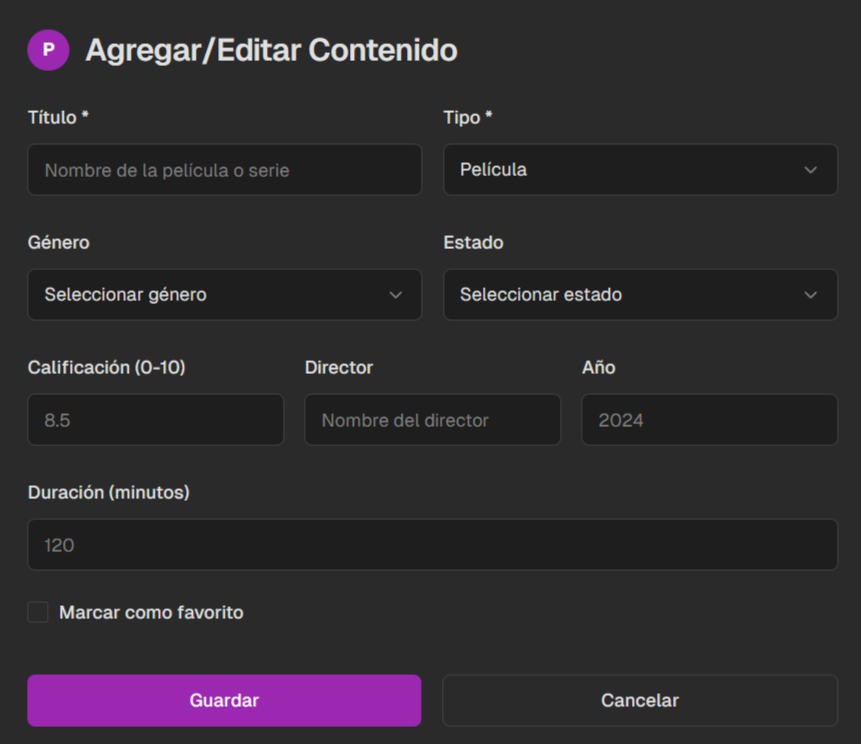 P Agregar/Editar Contenido
Título * Tipo *
Nombre de la película o serie Película
Género Estado
Seleccionar género Seleccionar estado
Calificación (0-10) Director Año
8.5 Nombre del director 2024
Duración (minutos)
120
Marcar como favorito
Guardar Cancelar